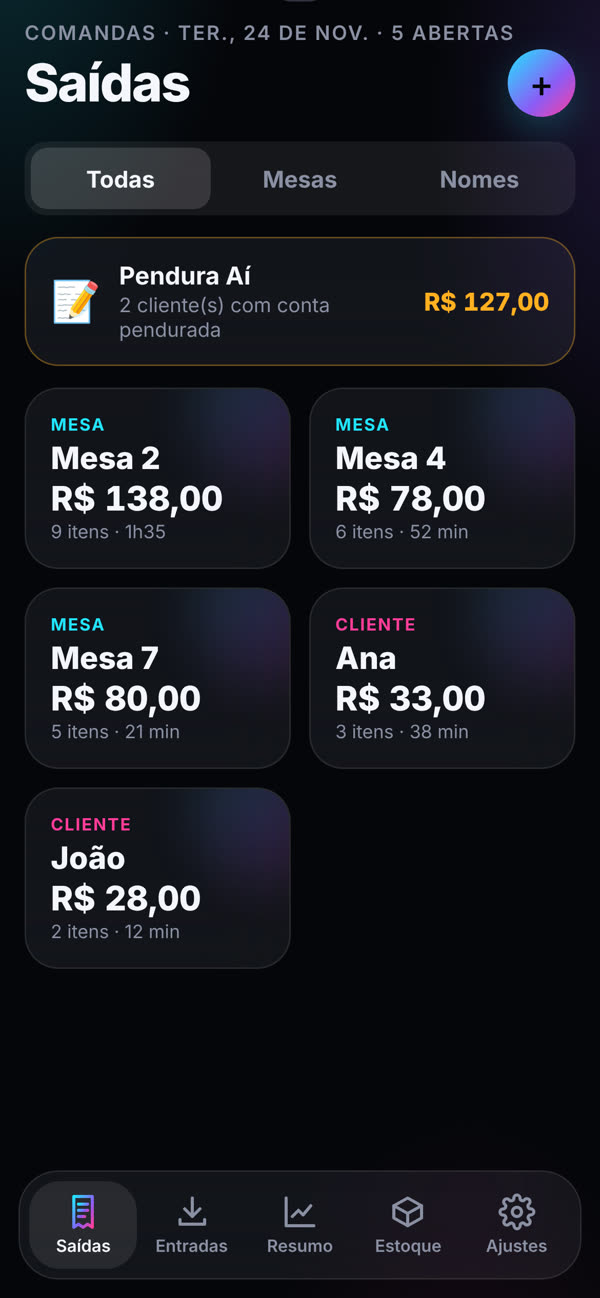 COMANDAS · TER., 24 DE NOV. · 5 ABERTAS
Saídas
+
Todas
Mesas
Nomes
Pendura Aí
2 cliente(s) com conta
pendurada
R$ 127,00
MESA
Mesa 2
R$ 138,00
9 itens · 1h35
MESA
Mesa 4
R$ 78,00
6 itens · 52 min
MESA
Mesa 7
R$ 80,00
5 itens · 21 min
CLIENTE
Ana
R$ 33,00
3 itens · 38 min
CLIENTE
João
R$ 28,00
2 itens · 12 min
Saídas
Entradas
Resumo
Estoque
Ajustes